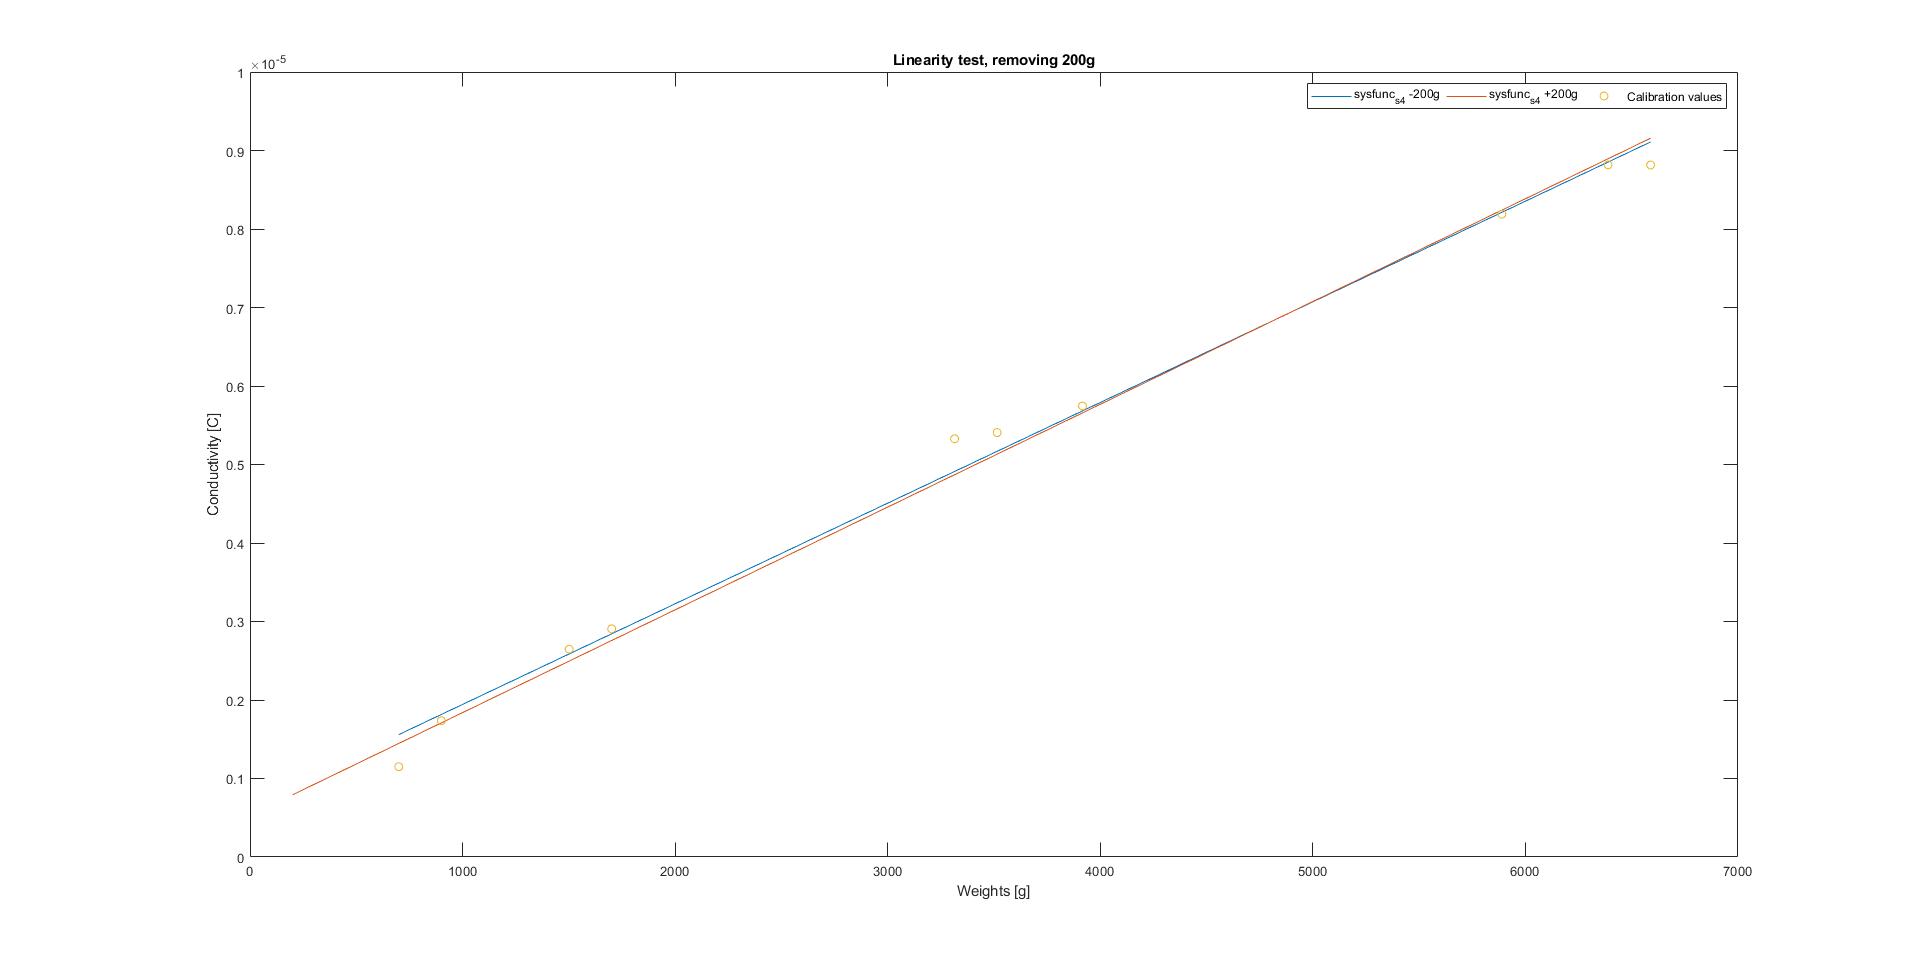 Linearity test, removing 200g
×10-5
sysfuncs4 -200g
sysfuncs4 +200g
Calibration values
1
0.9
0.8
0.7
0.6
0.5
0.4
0.3
0.2
0.1
0
Conductivity [C]
0 1000 2000 3000 4000 5000 6000 7000
Weights [g]